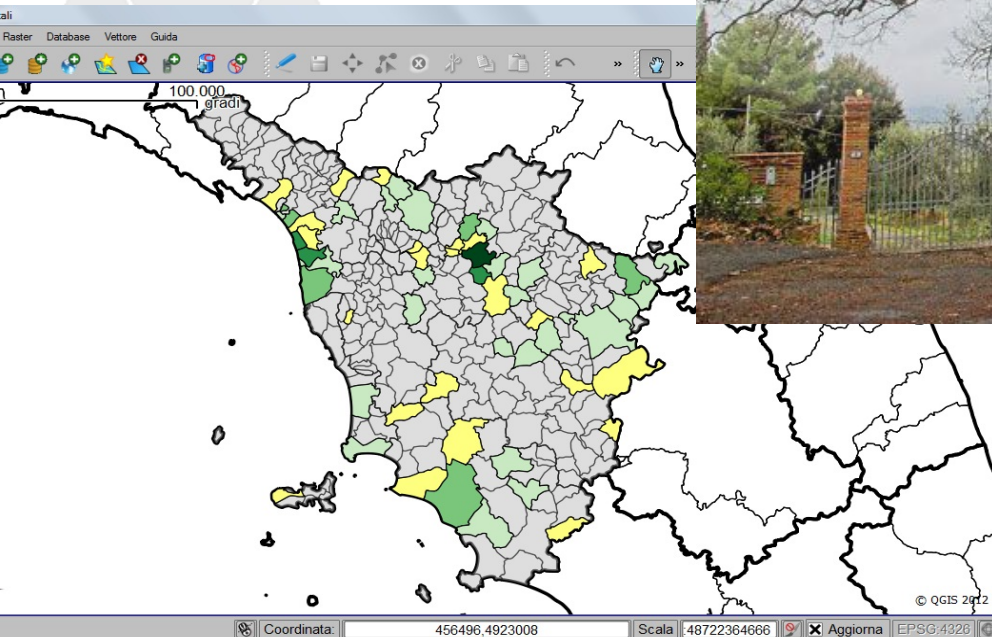 ali
Raster Database Vettore Guida
» »
100.000
gradi
© QGIS 2012
Coordinata: 456496,4923008 Scala :48722364666 Aggiorna EPSG:4326